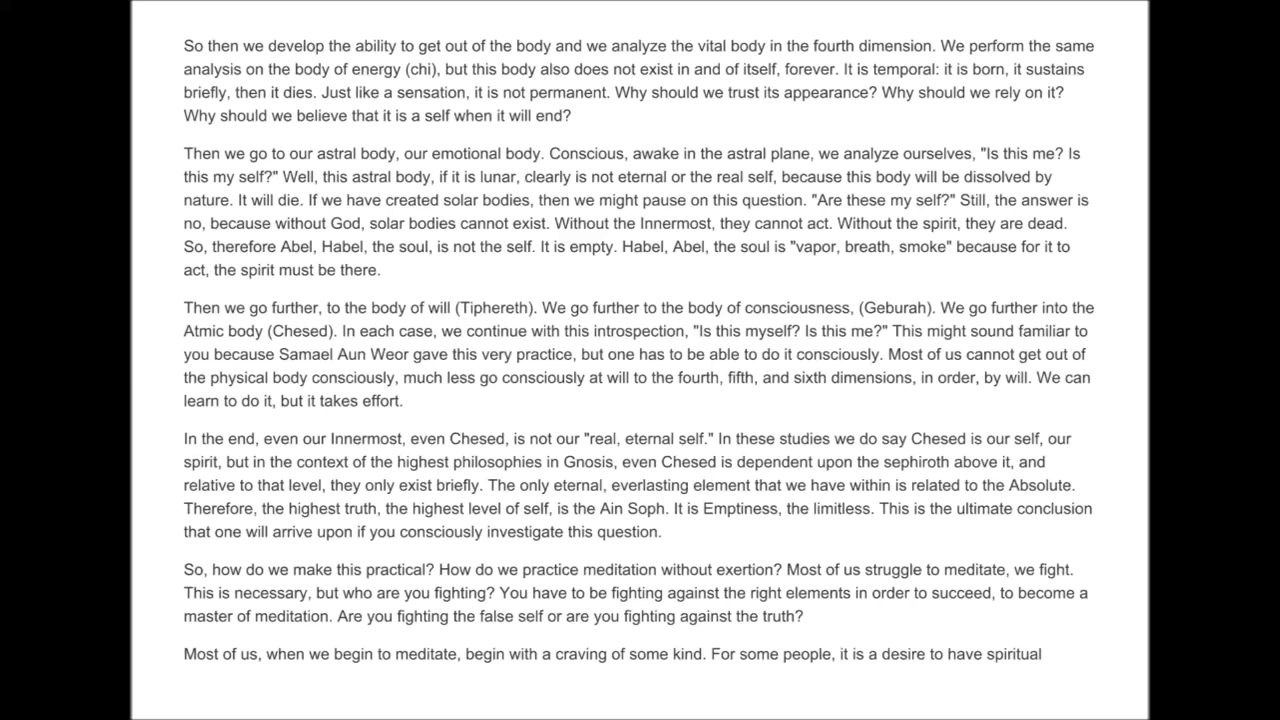 So then we develop the ability to get out of the body and we analyze the vital body in the fourth dimension. We perform the same
analysis on the body of energy (chi), but this body also does not exist in and of itself, forever. It is temporal: it is born, it sustains
briefly, then it dies. Just like a sensation, it is not permanent. Why should we trust its appearance? Why should we rely on it?
Why should we believe that it is a self when it will end?
Then we go to our astral body, our emotional body. Conscious, awake in the astral plane, we analyze ourselves, "Is this me? Is
this my self?" Well, this astral body, if it is lunar, clearly is not eternal or the real self, because this body will be dissolved by
nature. It will die. If we have created solar bodies, then we might pause on this question. "Are these my self?" Still, the answer is
no, because without God, solar bodies cannot exist. Without the Innermost, they cannot act. Without the spirit, they are dead.
So, therefore Abel, Habel, the soul, is not the self. It is empty. Habel, Abel, the soul is "vapor, breath, smoke" because for it to
act, the spirit must be there.
Then we go further, to the body of will (Tiphereth). We go further to the body of consciousness, (Geburah). We go further into the
Atmic body (Chesed). In each case, we continue with this introspection, "Is this myself? Is this me?" This might sound familiar to
you because Samael Aun Weor gave this very practice, but one has to be able to do it consciously. Most of us cannot get out of
the physical body consciously, much less go consciously at will to the fourth, fifth, and sixth dimensions, in order, by will. We can
learn to do it, but it takes effort.
In the end, even our Innermost, even Chesed, is not our "real, eternal self." In these studies we do say Chesed is our self, our
spirit, but in the context of the highest philosophies in Gnosis, even Chesed is dependent upon the sephiroth above it, and
relative to that level, they only exist briefly. The only eternal, everlasting element that we have within is related to the Absolute.
Therefore, the highest truth, the highest level of self, is the Ain Soph. It is Emptiness, the limitless. This is the ultimate conclusion
that one will arrive upon if you consciously investigate this question.
So, how do we make this practical? How do we practice meditation without exertion? Most of us struggle to meditate, we fight.
This is necessary, but who are you fighting? You have to be fighting against the right elements in order to succeed, to become a
master of meditation. Are you fighting the false self or are you fighting against the truth?
Most of us, when we begin to meditate, begin with a craving of some kind. For some people, it is a desire to have spiritual